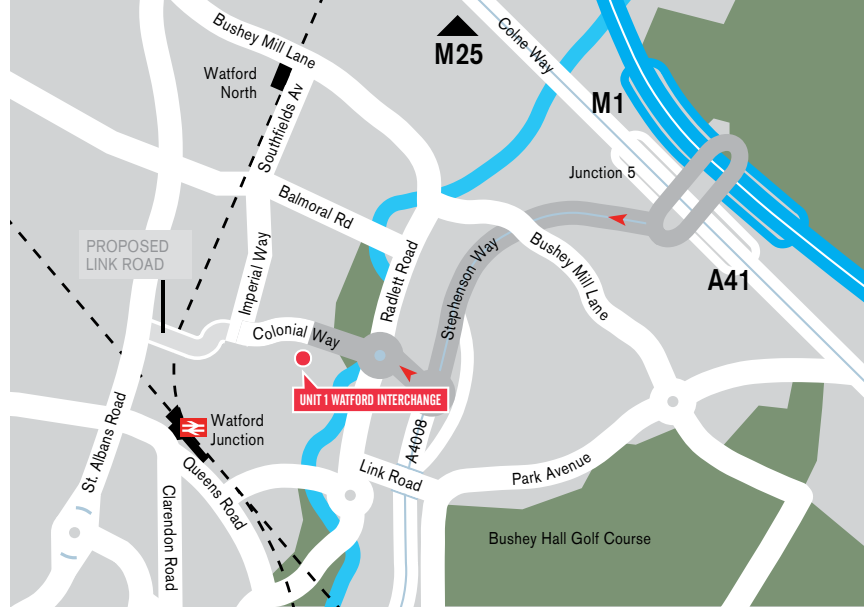 Bushey Mill Lane
M25
Colne Way
Watford
North
M1
Southfields Av
Junction 5
Balmoral Rd
PROPOSED
LINK ROAD
Imperial Way
Radlett Road
Stephenson Way
Bushey Mill Lane
A41
Colonial Way
UNIT 1 WATFORD INTERCHANGE
Watford
Junction
St. Albans Road
A4008
Queens Road
Link Road
Park Avenue
Clarendon Road
Bushey Hall Golf Course